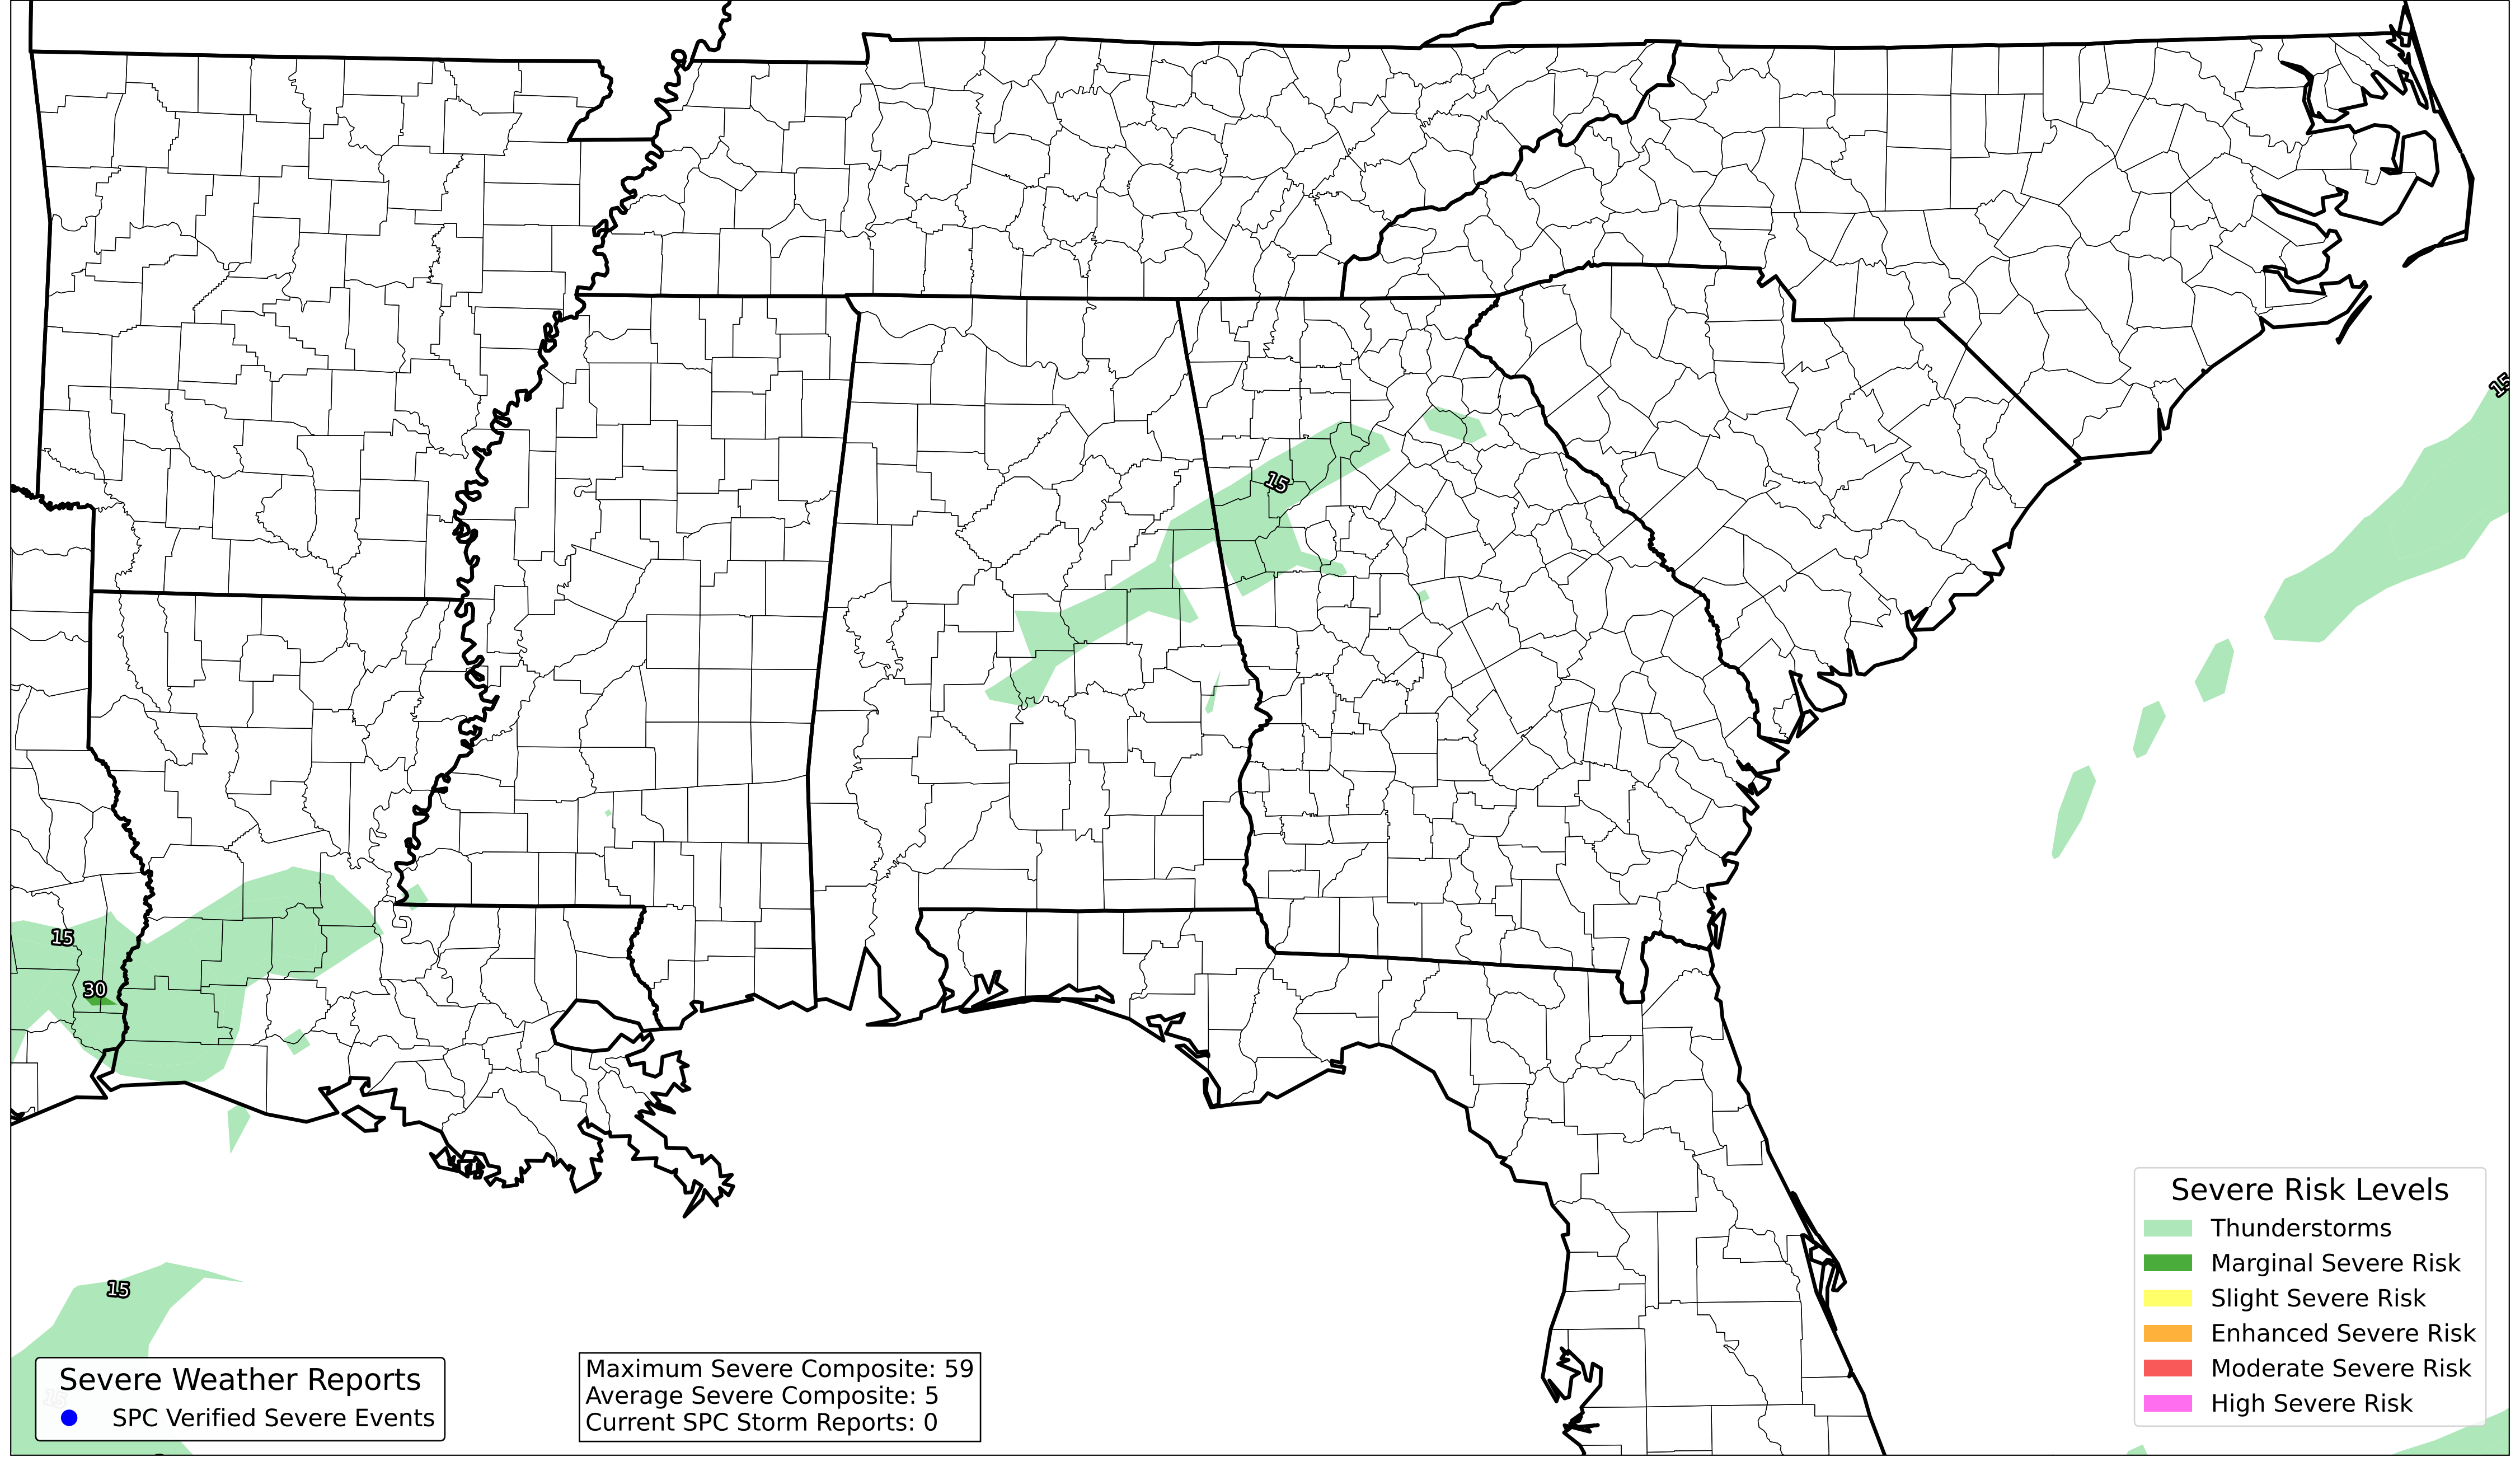 15
15
15
30
15
Severe Risk Levels
Thunderstorms
Marginal Severe Risk
Slight Severe Risk
Enhanced Severe Risk
Moderate Severe Risk
High Severe Risk
Severe Weather Reports
SPC Verified Severe Events
Maximum Severe Composite: 59
Average Severe Composite: 5
Current SPC Storm Reports: 0